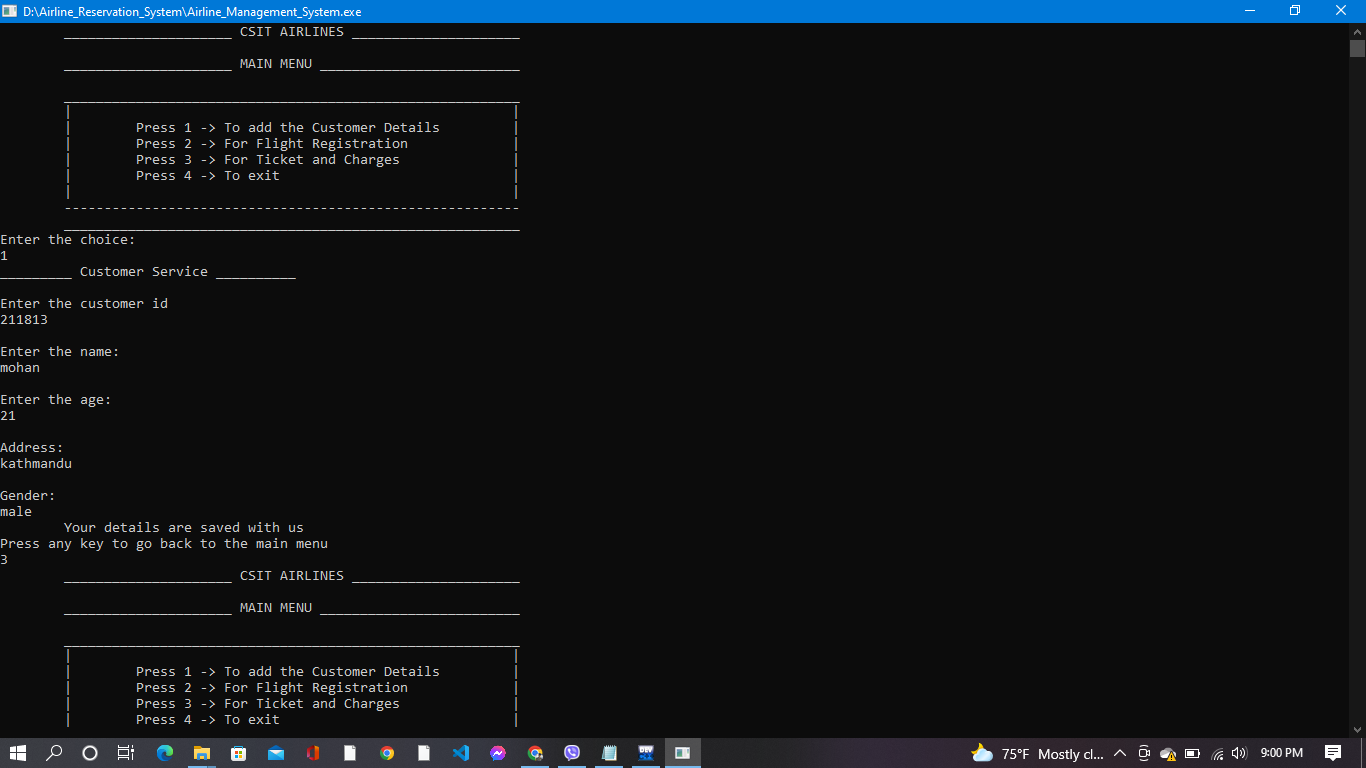 D:\Airline_Reservation_System\Airline_Management_System.exe
_____________________ CSIT AIRLINES _____________________
_____________________ MAIN MENU _________________________
_________________________________________________________
| |
| Press 1 -> To add the Customer Details |
| Press 2 -> For Flight Registration |
| Press 3 -> For Ticket and Charges |
| Press 4 -> To exit |
| |
---------------------------------------------------------
_________________________________________________________
Enter the choice:
1
_________ Customer Service __________
Enter the customer id
211813
Enter the name:
mohan
Enter the age:
21
Address:
kathmandu
Gender:
male
Your details are saved with us
Press any key to go back to the main menu
3
_____________________ CSIT AIRLINES _____________________
_____________________ MAIN MENU _________________________
_________________________________________________________
| |
| Press 1 -> To add the Customer Details |
| Press 2 -> For Flight Registration |
| Press 3 -> For Ticket and Charges |
| Press 4 -> To exit |
75°F Mostly cl... 9:00 PM